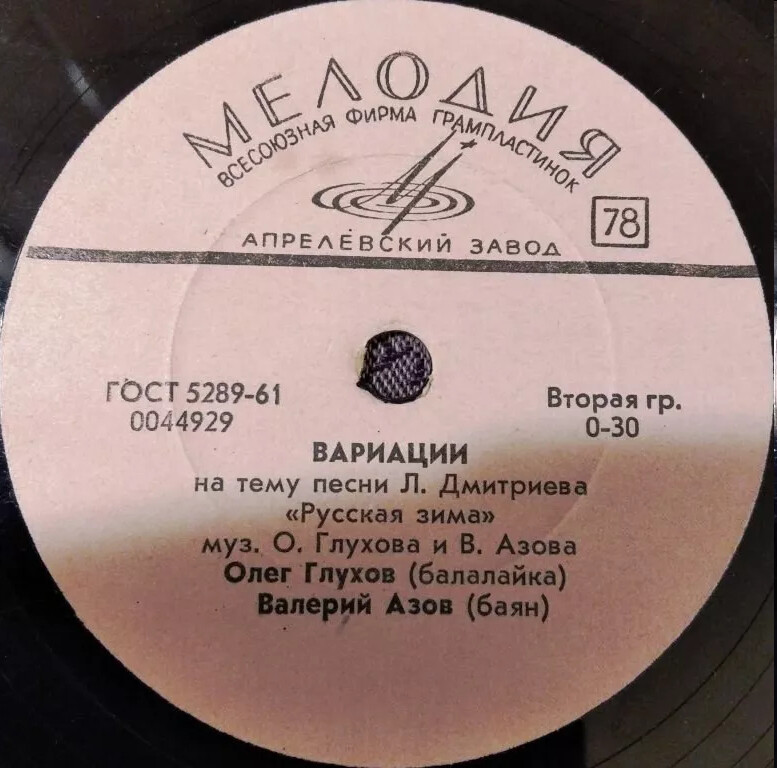 МЕЛОДИЯ
ВСЕСОЮЗНАЯ ФИРМА ГРАМПЛАСТИНОК
78
АПРЕЛЕВСКИЙ ЗАВОД
ГОСТ 5289-61
0044929
Вторая гр.
0-30
ВАРИАЦИИ
на тему песни Л. Дмитриева
«Русская зима»
муз. О. Глухова и В. Азова
Олег Глухов (балалайка)
Валерий Азов (баян)